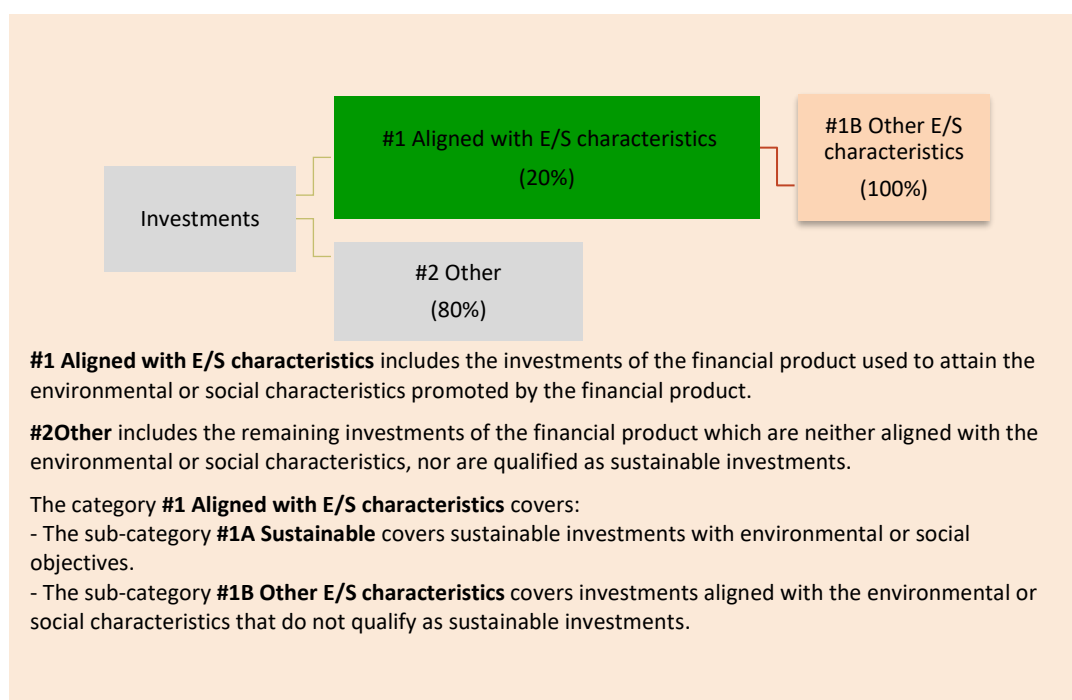 #1 Aligned with E/S characteristics
(20%)
#1B Other E/S
characteristics
(100%)
Investments
#2 Other
(80%)
#1 Aligned with E/S characteristics includes the investments of the financial product used to attain the
environmental or social characteristics promoted by the financial product.
#2Other includes the remaining investments of the financial product which are neither aligned with the
environmental or social characteristics, nor are qualified as sustainable investments.
The category #1 Aligned with E/S characteristics covers:
- The sub-category #1A Sustainable covers sustainable investments with environmental or social
objectives.
- The sub-category #1B Other E/S characteristics covers investments aligned with the environmental or
social characteristics that do not qualify as sustainable investments.